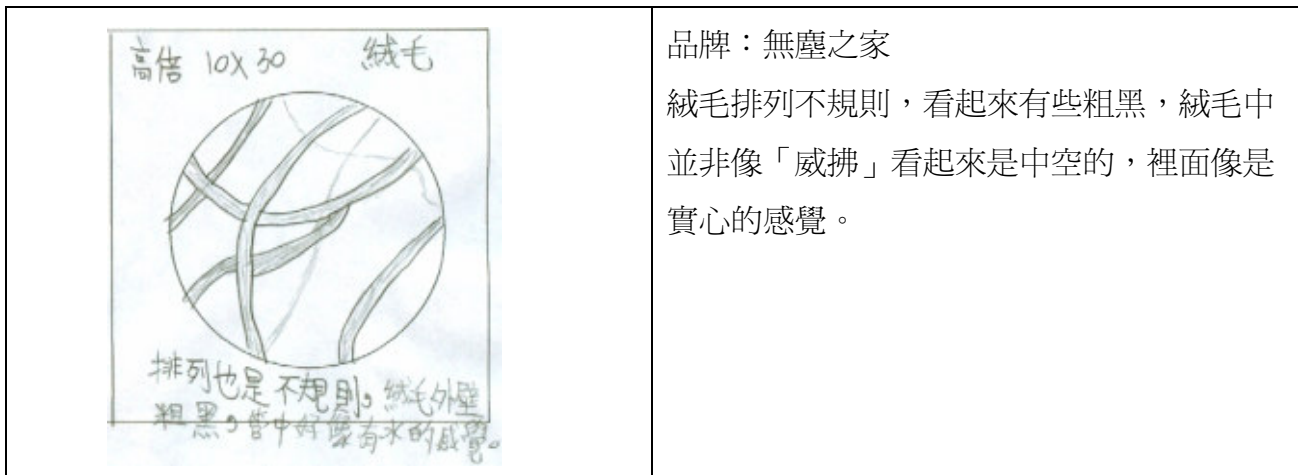 高倍 10X30 絨毛
排列也是不規則，絨毛外壁
粗黑，管中好像有水的感覺。
品牌：無塵之家
絨毛排列不規則，看起來有些粗黑，絨毛中
並非像「威拂」看起來是中空的，裡面像是
實心的感覺。